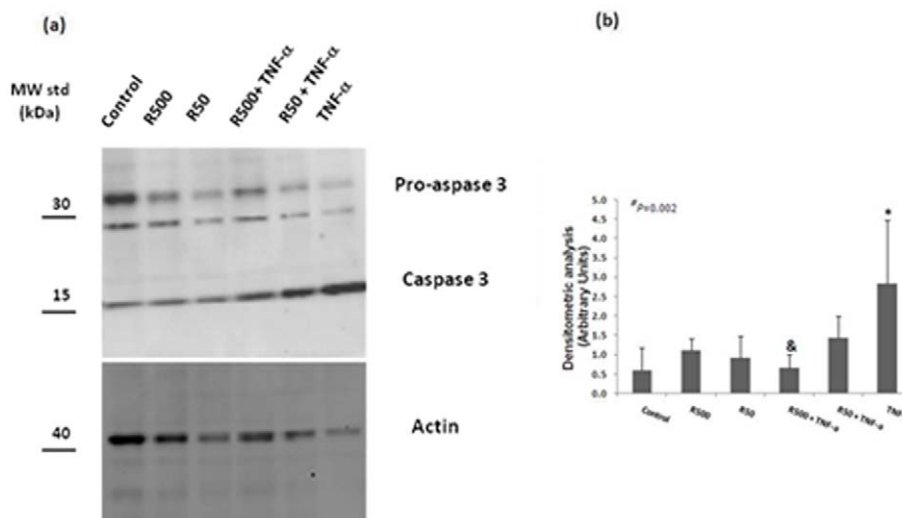 (a)
MW std
(kDa)
Control
R500
R50
R500+ TNF-α
R50 + TNF-α
TNF-α
30
15
40
Pro-aspase 3
Caspase 3
Actin
(b)
Densitometric analysis
(Arbitrary Units)
5.0
4.5
4.0
3.5
3.0
2.5
2.0
1.5
1.0
0.5
0.0
#P=0.002
&
*
Control
R500
R50
R500 + TNF-α
R50 + TNF-α
TNF